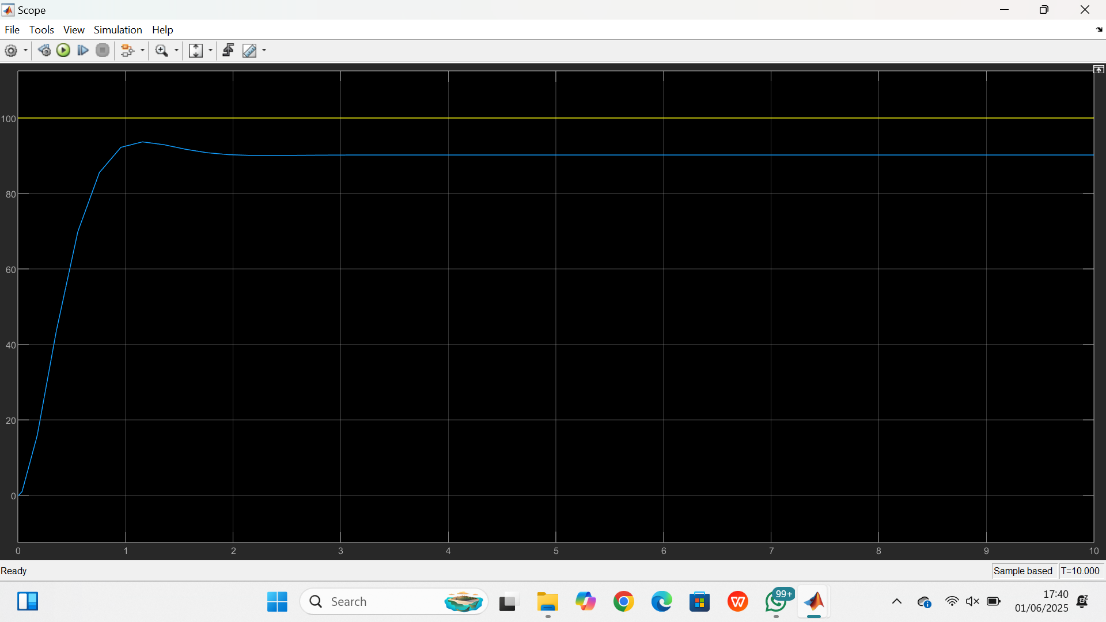 Scope
File Tools View Simulation Help
100
80
60
40
20
0
0 1 2 3 4 5 6 7 8 9 10
Ready
Sample based T=10.000
Search
99+
17:40
01/06/2025